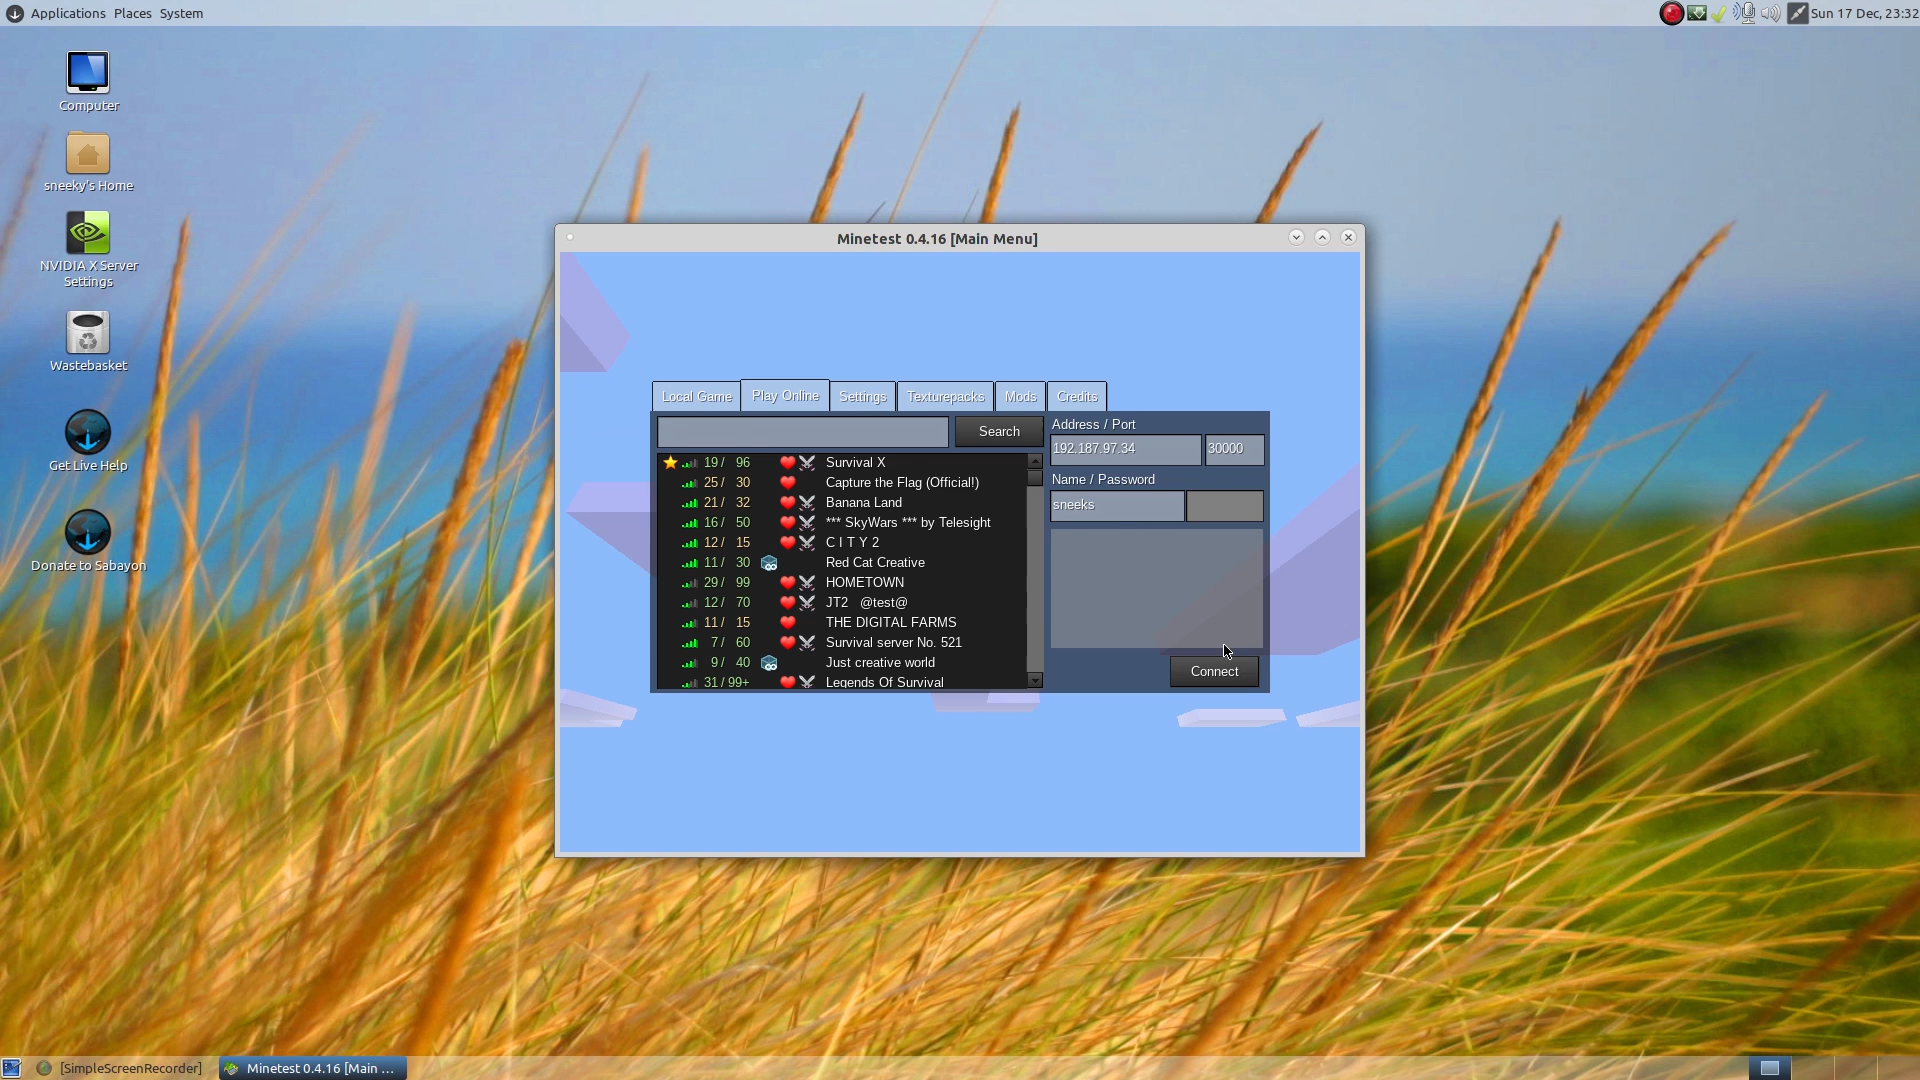 Applications Places System
Sun 17 Dec, 23:32
Computer
sneeky's Home
NVIDIA X Server
Settings
Wastebasket
Get Live Help
Donate to Sabayon
Minetest 0.4.16 [Main Menu]
Local Game Play Online Settings Texturepacks Mods Credits
Search
Address / Port
192.187.97.34 30000
Name / Password
sneeks
19 / 96 Survival X
25 / 30 Capture the Flag (Official!)
21 / 32 Banana Land
16 / 50 *** SkyWars *** by Telesight
12 / 15 C I T Y 2
11 / 30 Red Cat Creative
29 / 99 HOMETOWN
12 / 70 JT2 @test@
11 / 15 THE DIGITAL FARMS
7 / 60 Survival server No. 521
9 / 40 Just creative world
31 / 99+ Legends Of Survival
Connect
[SimpleScreenRecorder]
Minetest 0.4.16 [Main ...